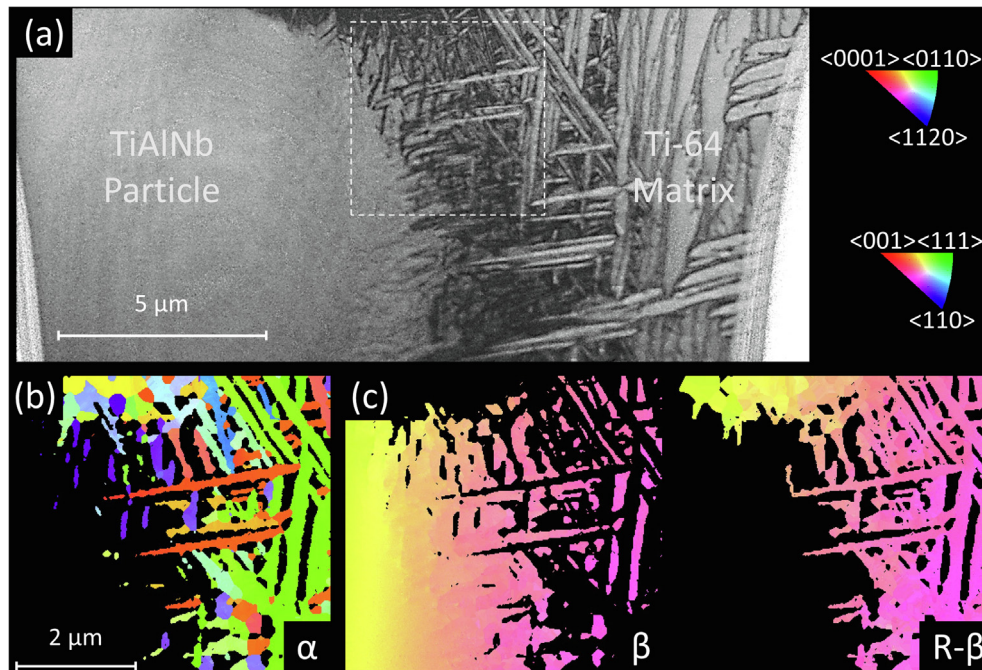 (a)
TiAlNb
Particle
Ti-64
Matrix
5 μm
<0001><0110>
<1120>
<001><111>
<110>
(b)
2 μm
α
(c)
β
R-β